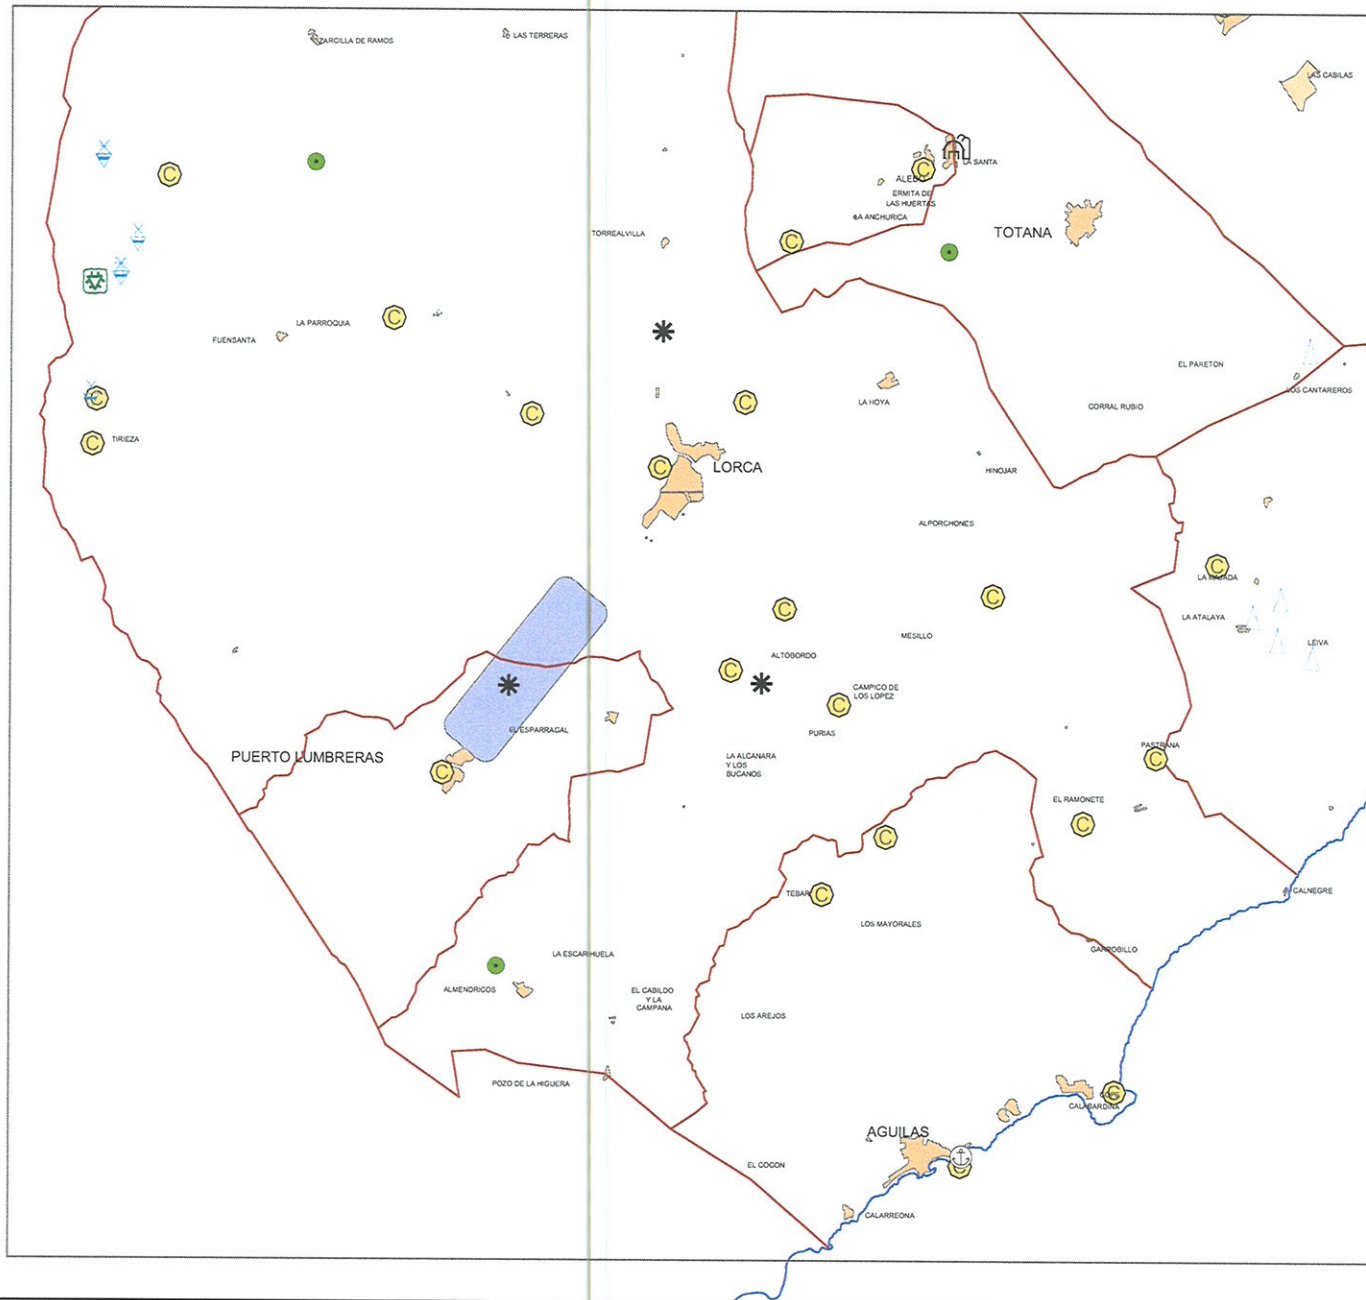 ZARCILLA DE RAMOS
LAS TERRERAS
LAS CABILAS
C
LA SANTA
C
ALEDO
ERMITA DE
LAS HUERTAS
LA ANCHURICA
TORREALVILLA
C
TOTANA
LA PARROQUIA
C
FUENSANTA
EL PARETON
LOS CANTAREROS
C
C
C
LA HOYA
CORRAL RUBIO
C
TIRIEZA
C
LORCA
HINOJAR
ALPORCHONES
C
LA MAJADA
C
C
LA ATALAYA
MESILLO
LEIVA
ALTOBORDO
C
CAMPICO DE
LOS LOPEZ
C
EL ESPARRAGAL
PURIAS
PASTRANA
C
PUERTO LUMBRERAS
C
LA ALCANARA
Y LOS
BUCANOS
EL RAMONETE
C
C
TEBAR
C
CALNEGRE
LOS MAYORALES
GARROBILLO
LA ESCARIHUELA
ALMENDRICOS
EL CABILDO
Y LA
CAMPANA
LOS AREJOS
POZO DE LA HIGUERA
C
COPE
CALABARDINA
AGUILAS
C
EL COCON
CALARREONA